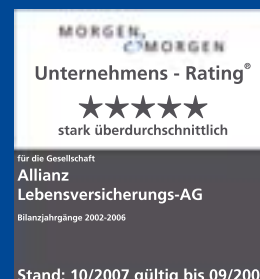 MORGEN,
MORGEN
Unternehmens - Rating®
★★★★★
stark überdurchschnittlich
für die Gesellschaft
Allianz
Lebensversicherungs-AG
Bilanzjahrgänge 2002-2006
Stand: 10/2007 gültig bis 09/200